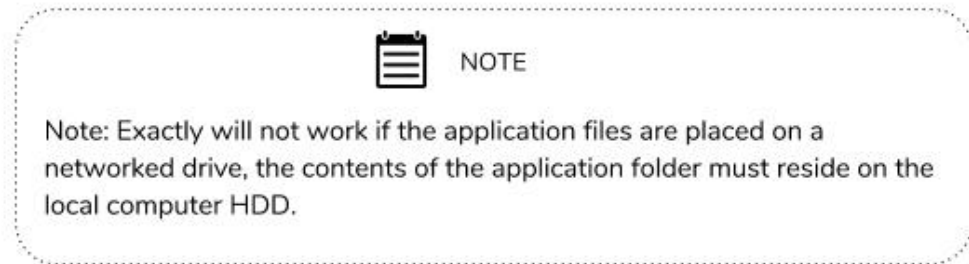 NOTE
Note: Exactly will not work if the application files are placed on a
networked drive, the contents of the application folder must reside on the
local computer HDD.